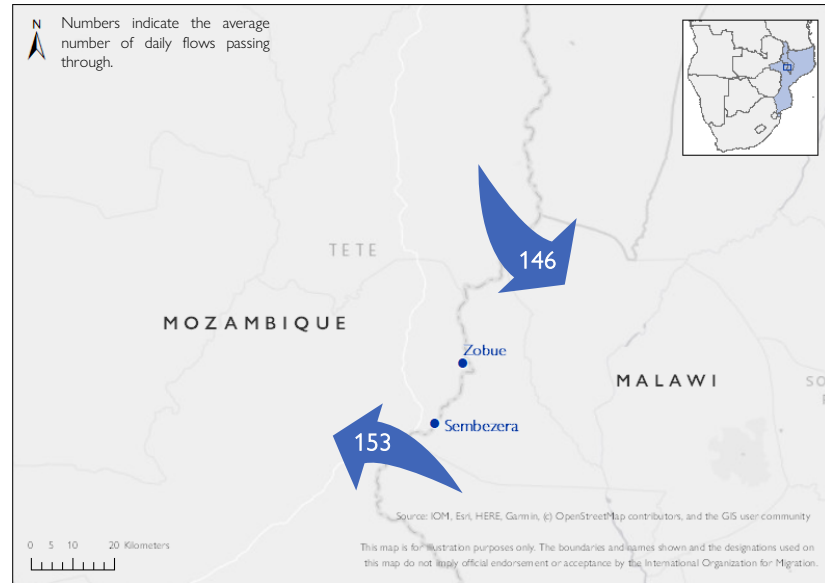 N
Numbers indicate the average
number of daily flows passing
through.
146
TETE
MOZAMBIQUE
Zobue
MALAWI
SO
Sembezera
153
Source: IOM, Esri, HERE, Garmin, (c) OpenStreetMap contributors, and the GIS user community
0 5 10 20 Kilometers
This map is for illustration purposes only. The boundaries and names shown and the designations used on
this map do not imply official endorsement or acceptance by the International Organization for Migration.